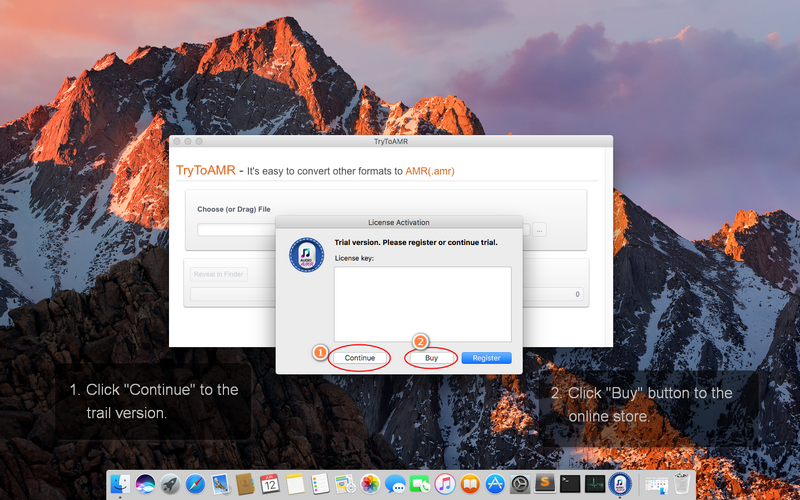 TryToAMR
TryToAMR - It's easy to convert other formats to AMR(.amr)
Choose (or Drag) File
...
Reveal In Finder
0
License Activation
Trial version. Please register or continue trial.
License key:
1
Continue
2
Buy
Register
1. Click "Continue" to the
trail version.
2. Click "Buy" button to the
online store.
12